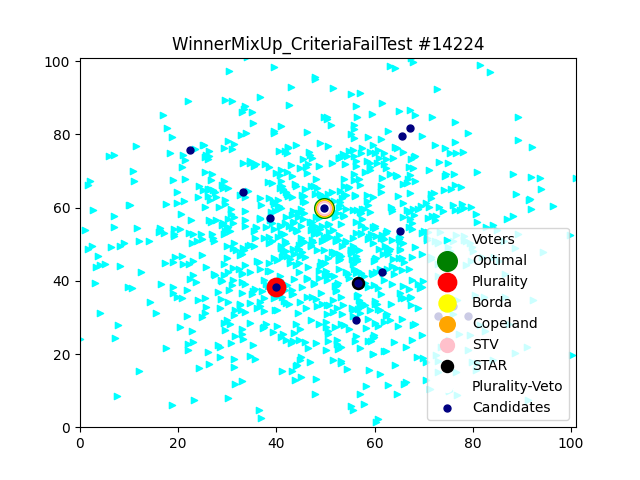 WinnerMixUp_CriteriaFailTest #14224
100
80
60
40
20
0
0
20
40
60
80
100
Voters
Optimal
Plurality
Borda
Copeland
STV
STAR
Plurality-Veto
Candidates